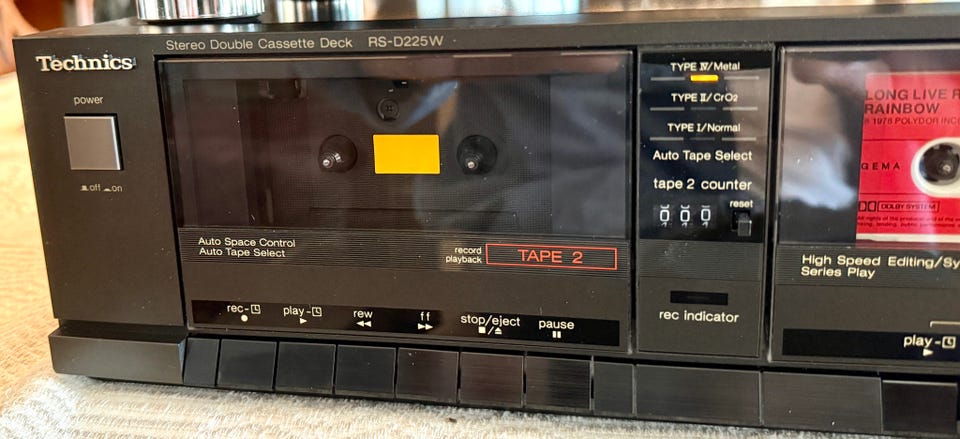 Stereo Double Cassette Deck RS-D225W
Technics
power
off on
Auto Space Control
Auto Tape Select
record
playback
TAPE 2
rec-
play-
rew
ff
stop/eject
pause
TYPE IV/Metal
TYPE II/CrO2
TYPE I/Normal
Auto Tape Select
tape 2 counter
reset
0 0 0
rec indicator
LONG LIVE R
RAINBOW
1978 POLYDOR INC
GEMA
DOLBY SYSTEM
High Speed Editing/Sy
Series Play
play-